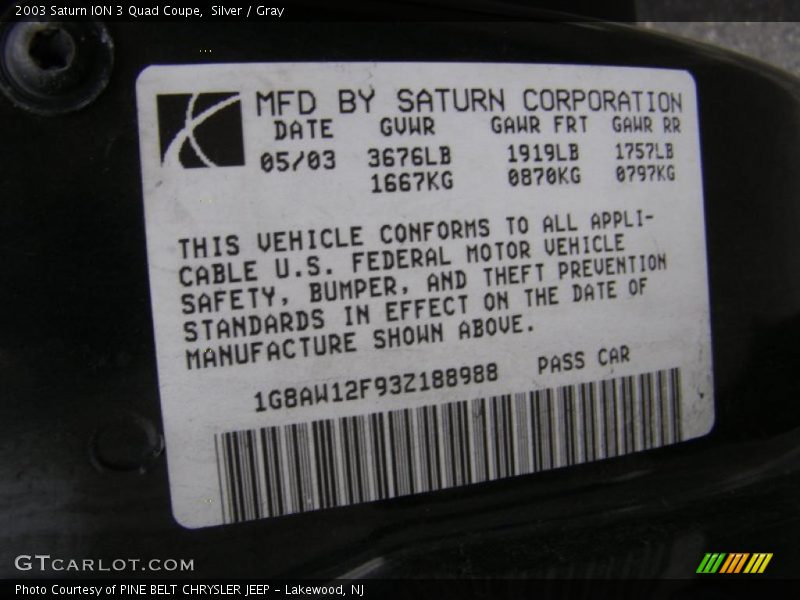 2003 Saturn ION 3 Quad Coupe,  Silver / Gray
MFD BY SATURN CORPORATION
DATE GVWR GAWR FRT GAWR RR
05/03 3676LB 1919LB 1757LB
1667KG 0870KG 0797KG
THIS VEHICLE CONFORMS TO ALL APPLI-
CABLE U.S. FEDERAL MOTOR VEHICLE
SAFETY, BUMPER, AND THEFT PREVENTION
STANDARDS IN EFFECT ON THE DATE OF
MANUFACTURE SHOWN ABOVE.
1G8AW12F93Z188988 PASS CAR
GTCARLOT.COM
Photo Courtesy of PINE BELT CHRYSLER JEEP - Lakewood, NJ